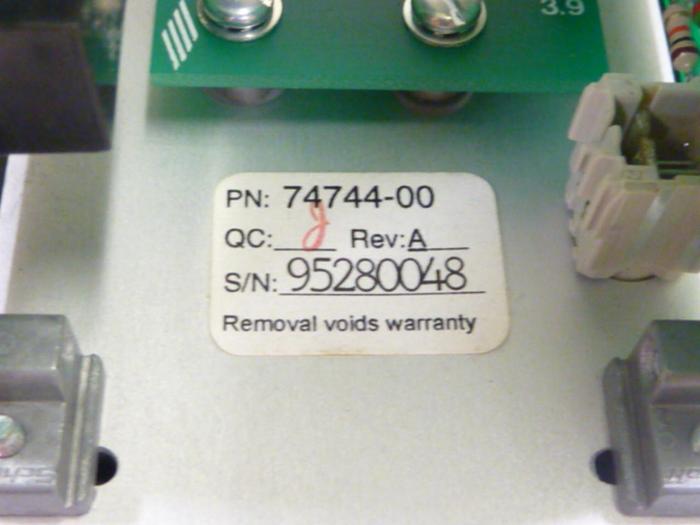 3.9
PN: 74744-00
QC: J Rev: A
S/N: 95280048
Removal voids warranty